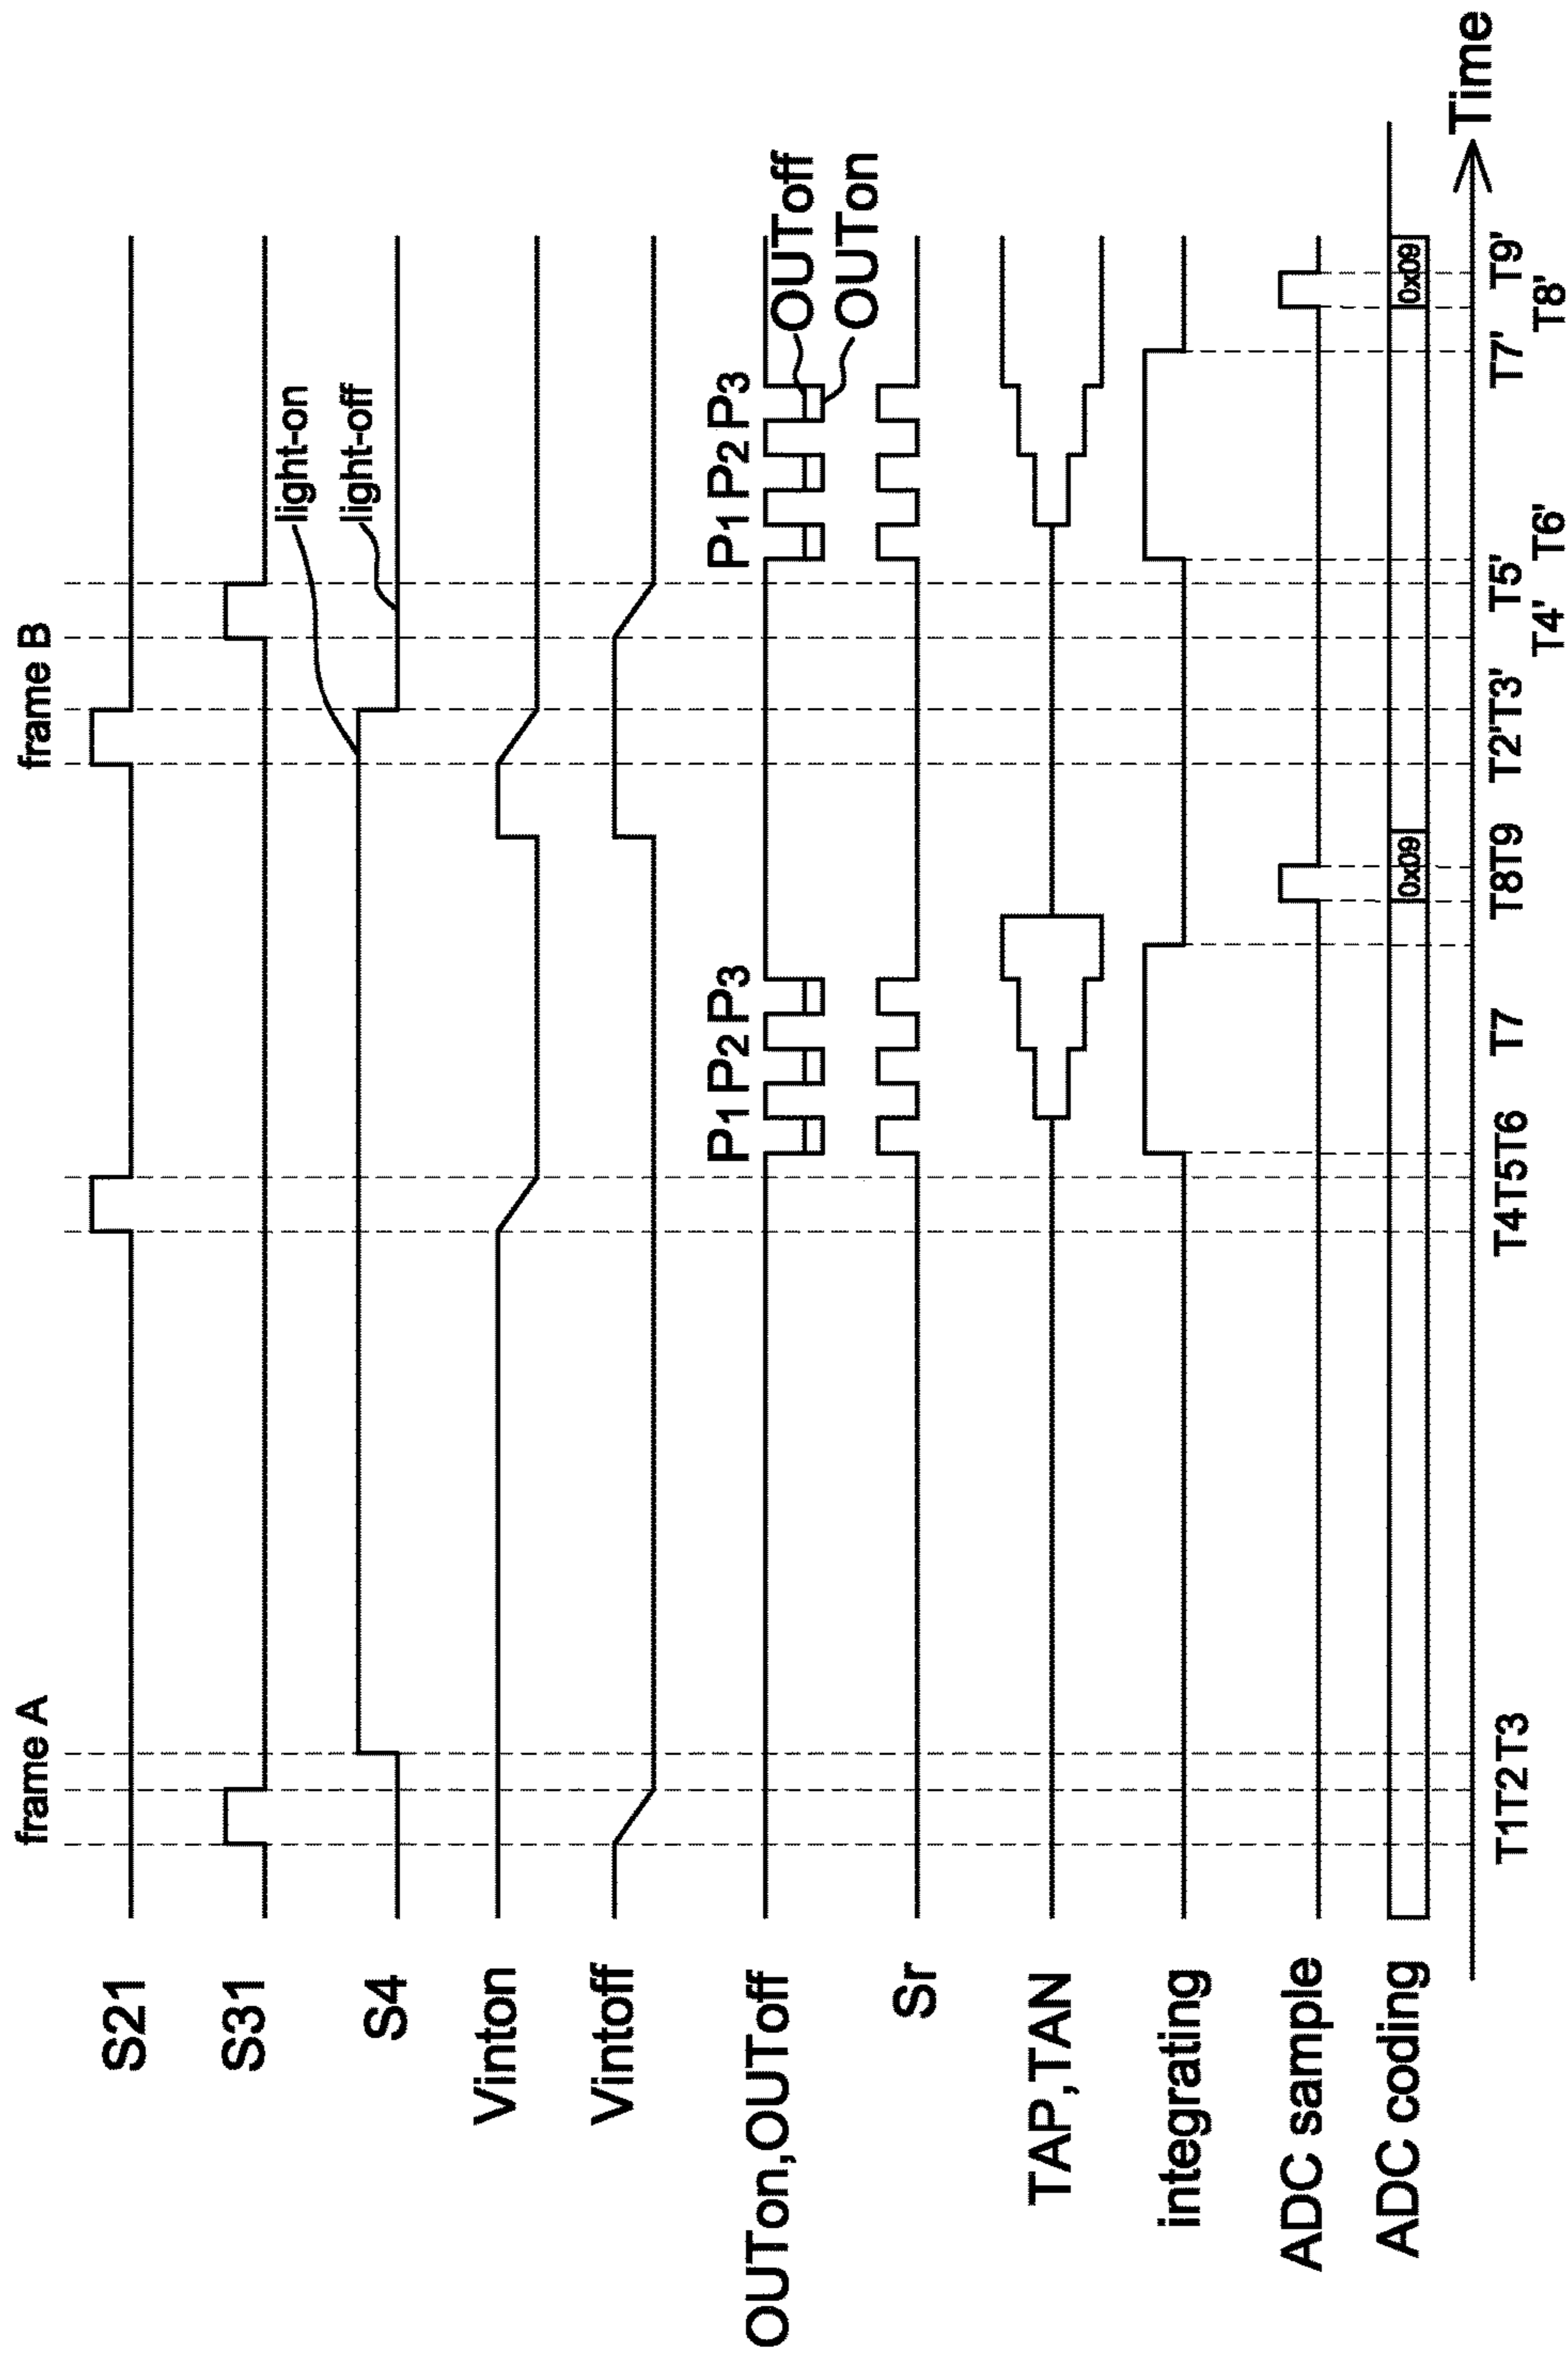 frame A
frame B
S21
S31
light-on
S4
light-off
Vinton
Vintoff
P1 P2 P3
P1 P2 P3
OUTon,OUToff
OUToff
OUTon
Sr
TAP,TAN
integrating
ADC sample
ADC coding
0x09
0x09
Time
T1T2 T3
T4T5T6
T7
T8T9
T2'T3'
T4'
T5'
T6'
T7'
T8'
T9'